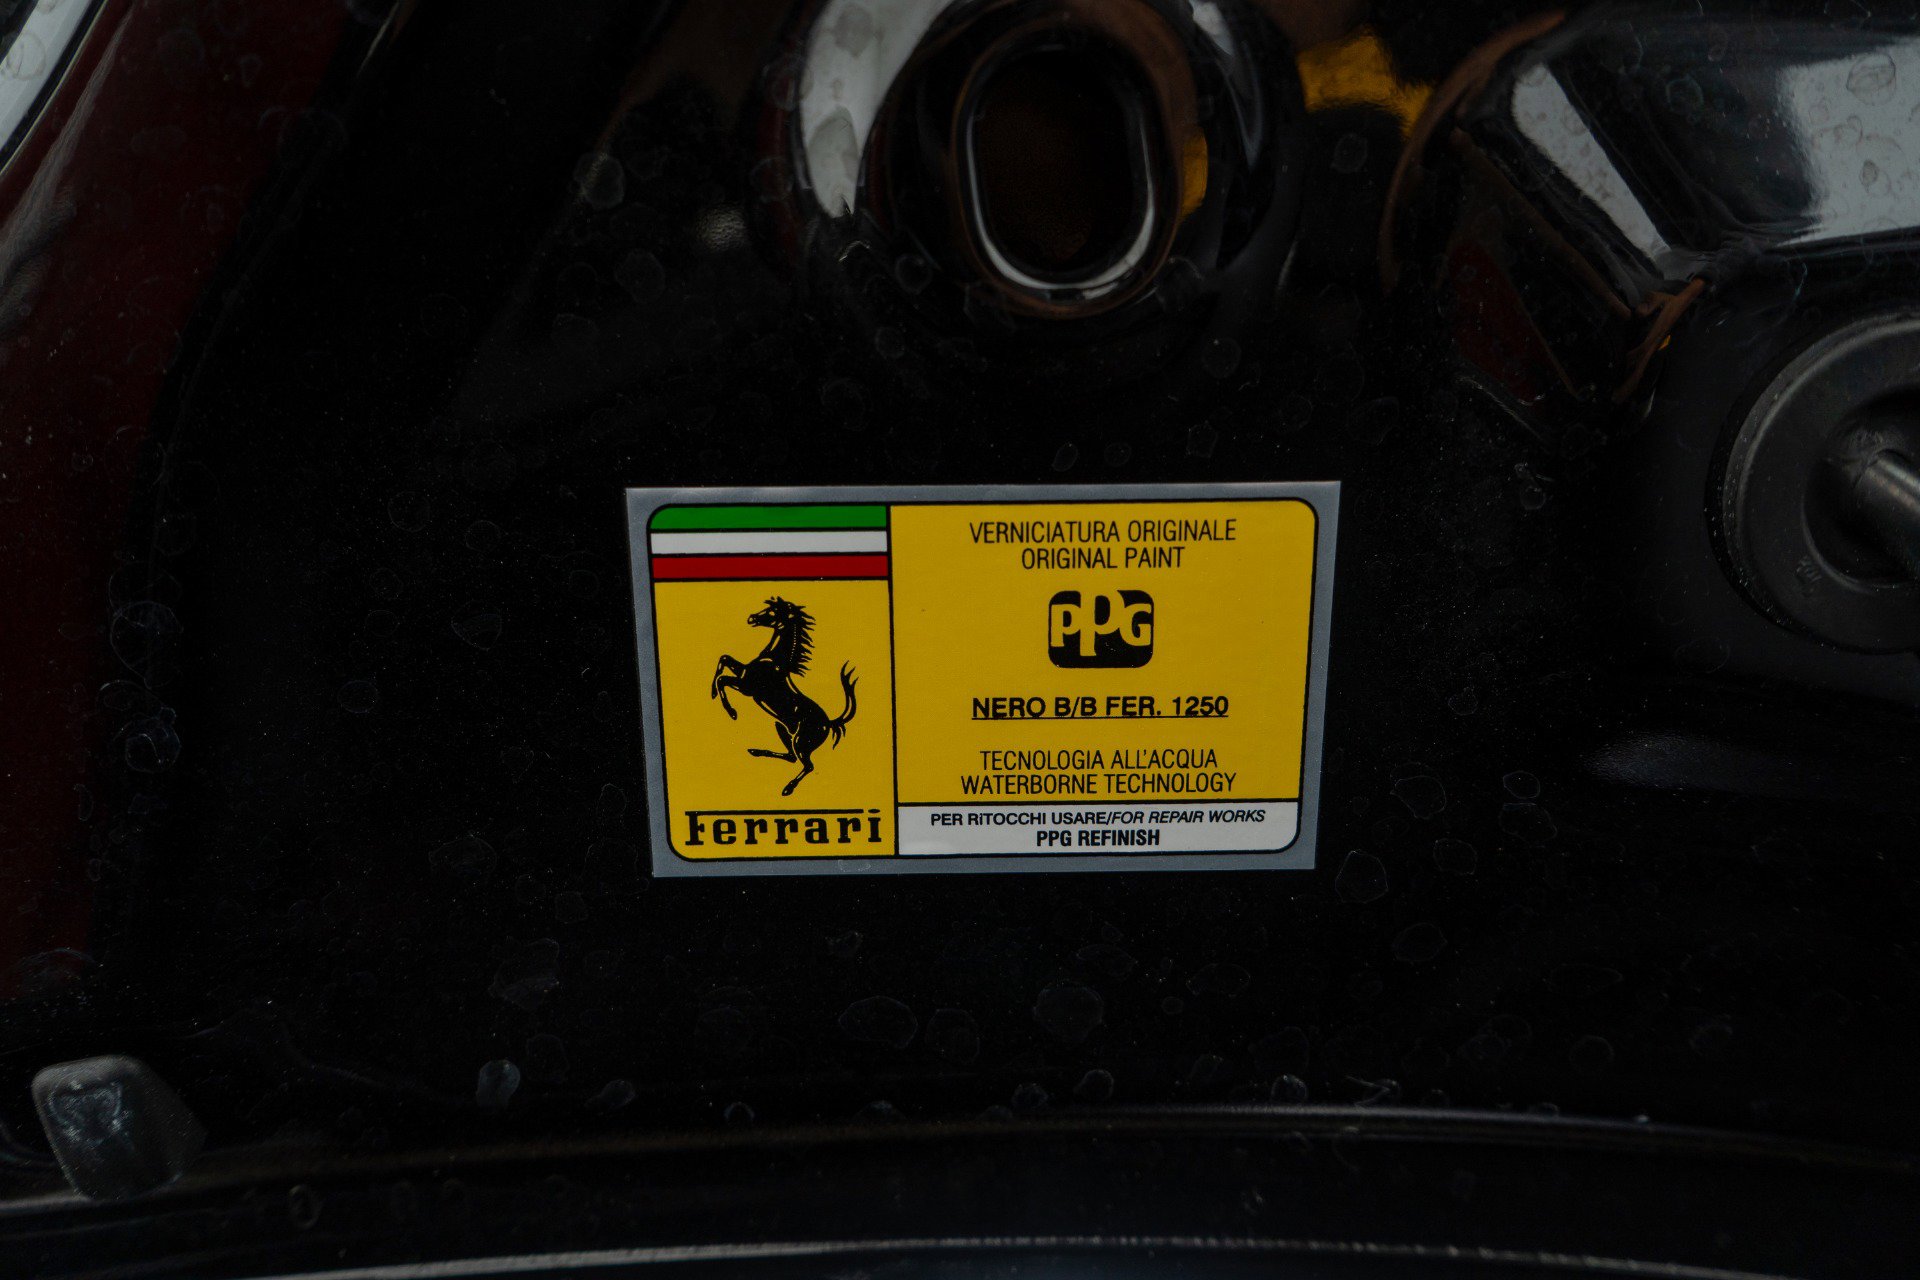 VERNICIATURA ORIGINALE
ORIGINAL PAINT
PPG
NERO B/B FER. 1250
TECNOLOGIA ALL'ACQUA
WATERBORNE TECHNOLOGY
Ferrari
PER RiTOCCHI USARE/FOR REPAIR WORKS
PPG REFINISH